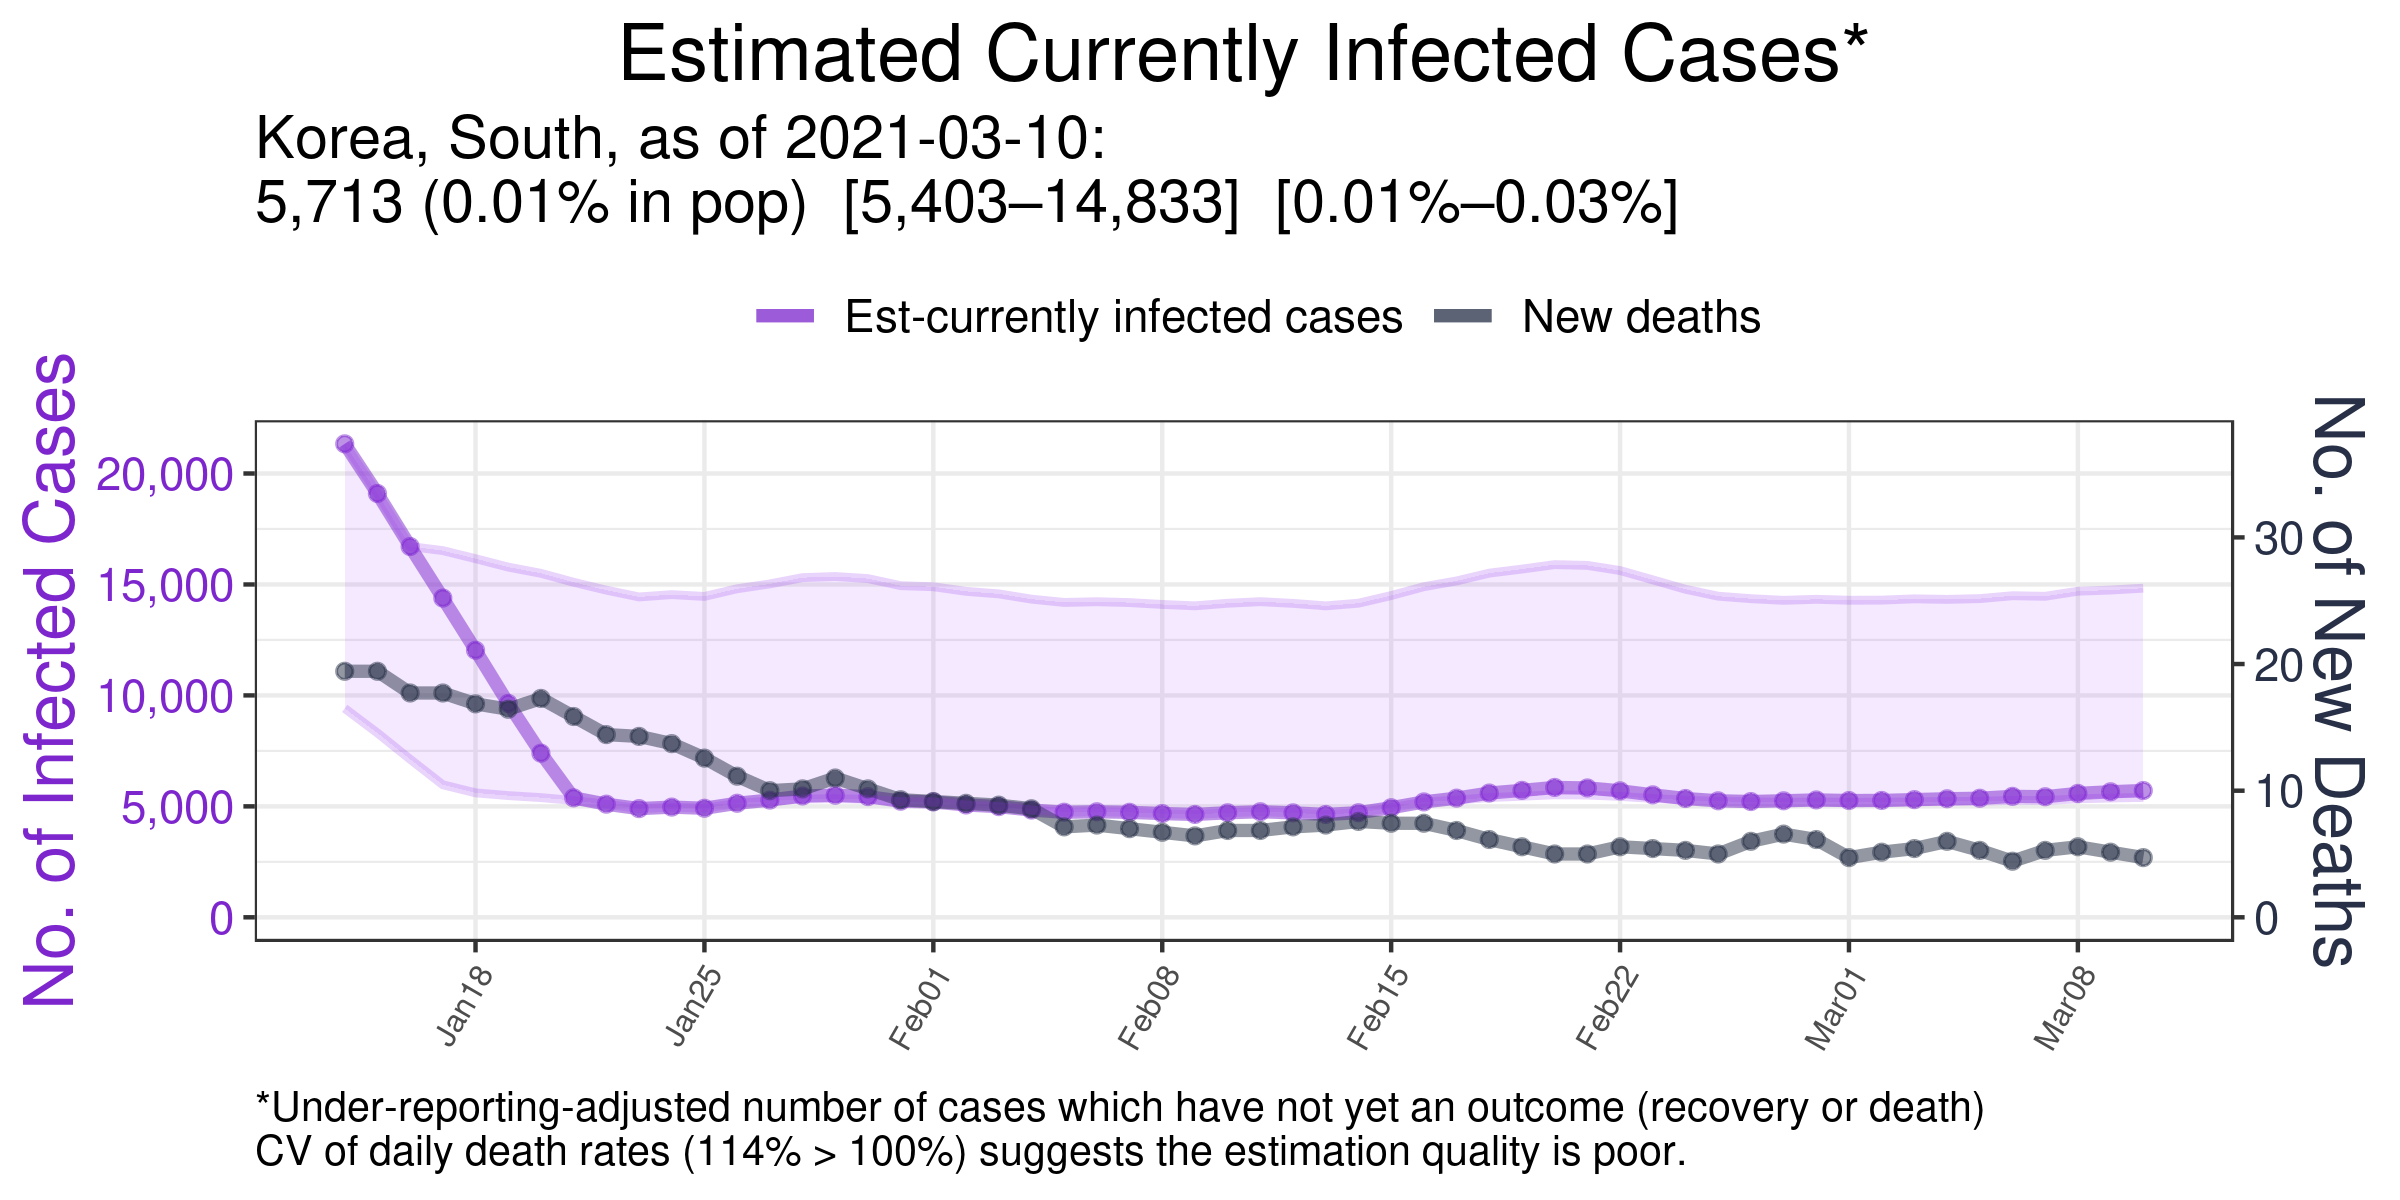 Estimated Currently Infected Cases*
Korea, South, as of 2021-03-10:
5,713 (0.01% in pop)  [5,403–14,833]  [0.01%–0.03%]
Est-currently infected cases
New deaths
No. of Infected Cases
20,000
15,000
10,000
5,000
0
No. of New Deaths
30
20
10
0
Jan18
Jan25
Feb01
Feb08
Feb15
Feb22
Mar01
Mar08
*Under-reporting-adjusted number of cases which have not yet an outcome (recovery or death)
CV of daily death rates (114% > 100%) suggests the estimation quality is poor.